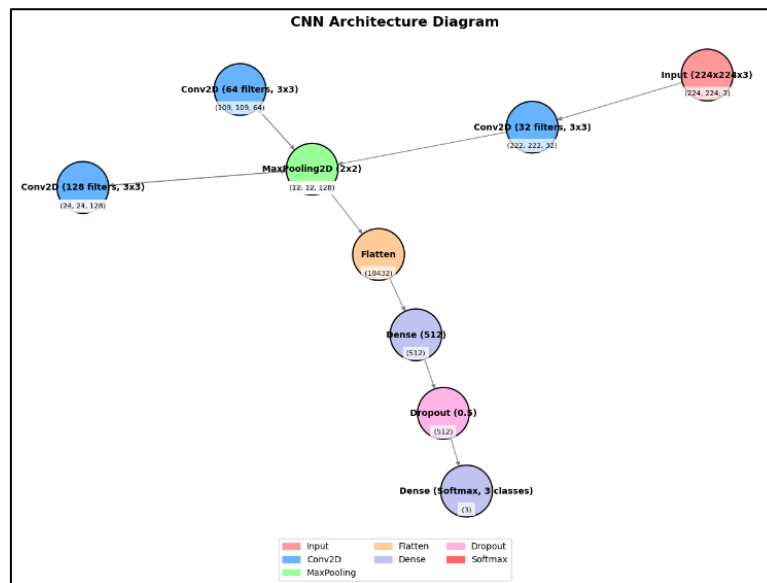 CNN Architecture Diagram
Input (224x224x3)
(224, 224, 3)
Conv2D (64 filters, 3x3)
(109, 109, 64)
Conv2D (32 filters, 3x3)
(222, 222, 32)
MaxPooling2D (2x2)
(12, 12, 128)
Conv2D (128 filters, 3x3)
(24, 24, 128)
Flatten
(18432)
Dense (512)
(512)
Dropout (0.5)
(512)
Dense (Softmax, 3 classes)
(3)
Input
Conv2D
MaxPooling
Flatten
Dense
Dropout
Softmax